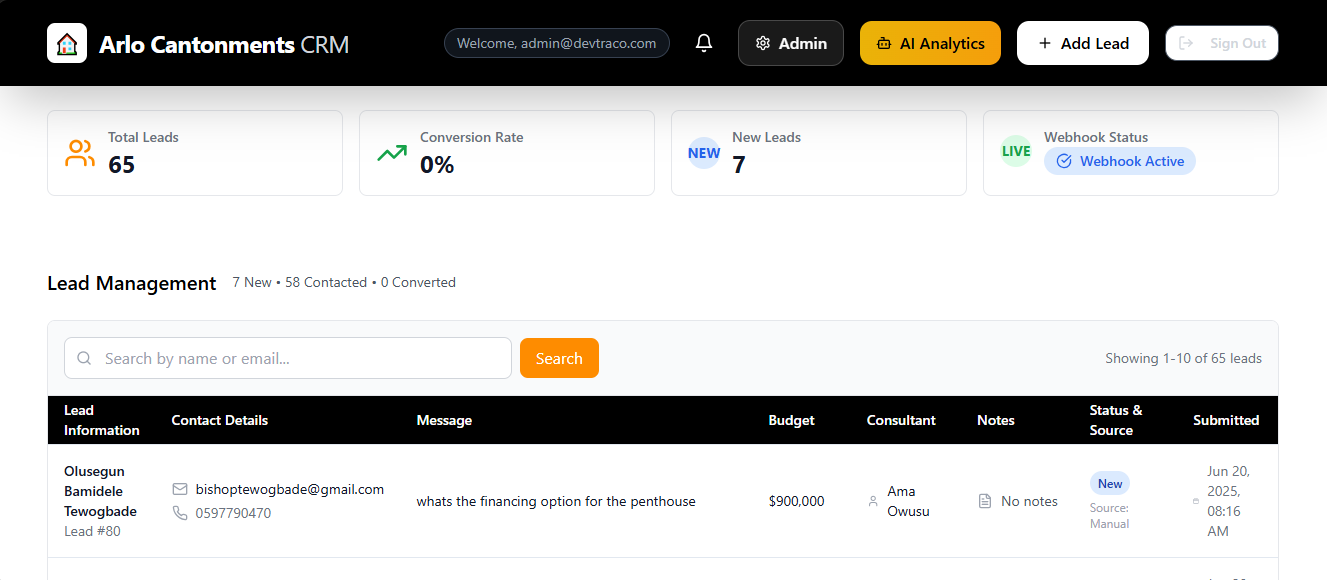 Arlo Cantonments CRM
Welcome, admin@devtraco.com
Admin
AI Analytics
Add Lead
Sign Out
Total Leads
65
Conversion Rate
0%
NEW
New Leads
7
LIVE
Webhook Status
Webhook Active
Lead Management
7 New • 58 Contacted • 0 Converted
Search by name or email...
Search
Showing 1-10 of 65 leads
Lead
Information
Contact Details
Message
Budget
Consultant
Notes
Status &
Source
Submitted
Olusegun
Bamidele
Tewogbade
Lead #80
bishoptewogbade@gmail.com
0597790470
whats the financing option for the penthouse
$900,000
Ama
Owusu
No notes
New
Source:
Manual
Jun 20,
2025,
08:16
AM